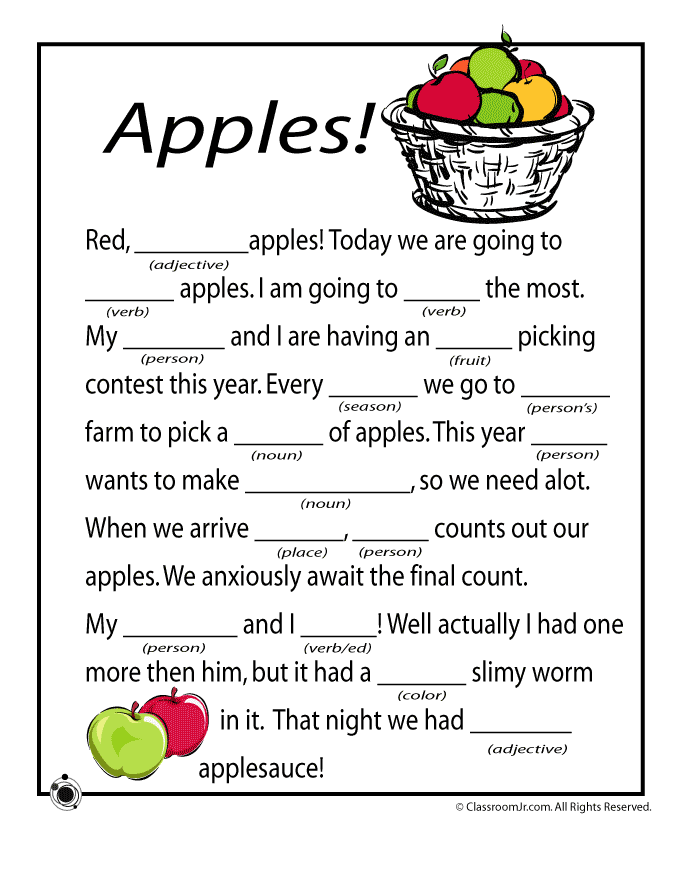 Apples!
Red, _________apples! Today we are going to
(adjective)
_______ apples. I am going to ______ the most.
(verb) (verb)
My ________ and I are having an ______ picking
(person) (fruit)
contest this year. Every _______ we go to _______
(season) (person's)
farm to pick a _______ of apples. This year ______
(noun) (person)
wants to make _____________, so we need alot.
(noun)
When we arrive _______, ______ counts out our
(place) (person)
apples. We anxiously await the final count.
My _________ and I ______! Well actually I had one
(person) (verb/ed)
more then him, but it had a _______ slimy worm
(color)
in it. That night we had ________
(adjective)
applesauce!
© ClassroomJr.com. All Rights Reserved.